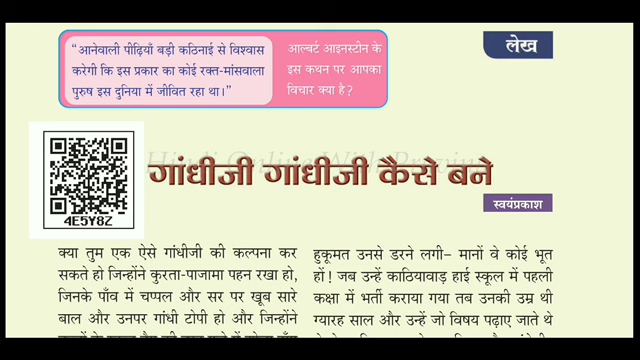 “आनेवाली पीढ़ियाँ बड़ी कठिनाई से विश्वास
करेगी कि इस प्रकार का कोई रक्त-मांसवाला
पुरुष इस दुनिया में जीवित रहा था।”
आल्बर्ट आइनस्टीन के
इस कथन पर आपका
विचार क्या है?
लेख
गांधीजी गांधीजी कैसे बने
स्वयंप्रकाश
4E5Y8Z
क्या तुम एक ऐसे गांधीजी की कल्पना कर
सकते हो जिन्होंने कुरता-पाजामा पहन रखा हो,
जिनके पाँव में चप्पल और सर पर खूब सारे
बाल और उनपर गांधी टोपी हो और जिन्होंने
हुकूमत उनसे डरने लगी– मानों वे कोई भूत
हों! जब उन्हें काठियावाड़ हाई स्कूल में पहली
कक्षा में भर्ती कराया गया तब उनकी उम्र थी
ग्यारह साल और उन्हें जो विषय पढ़ाए जाते थे